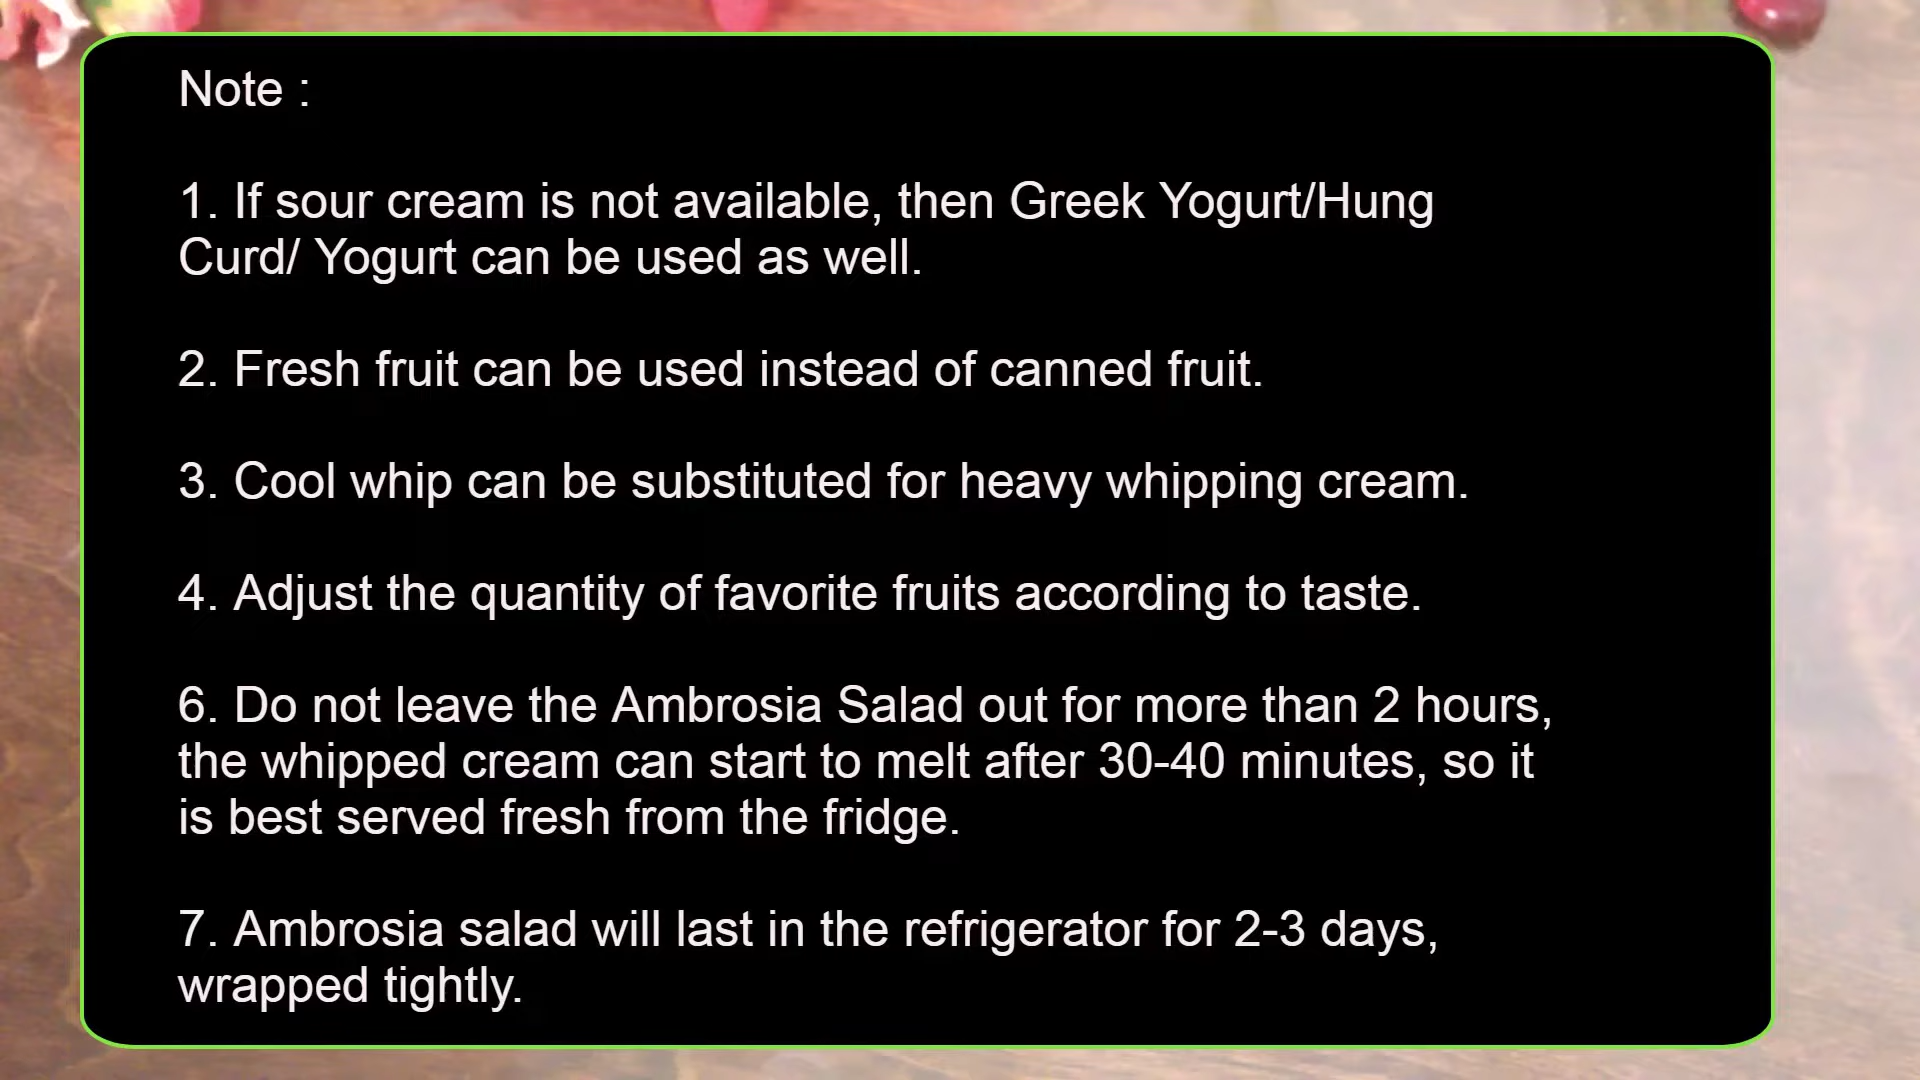 Note :
1. If sour cream is not available, then Greek Yogurt/Hung
Curd/ Yogurt can be used as well.
2. Fresh fruit can be used instead of canned fruit.
3. Cool whip can be substituted for heavy whipping cream.
4. Adjust the quantity of favorite fruits according to taste.
6. Do not leave the Ambrosia Salad out for more than 2 hours,
the whipped cream can start to melt after 30-40 minutes, so it
is best served fresh from the fridge.
7. Ambrosia salad will last in the refrigerator for 2-3 days,
wrapped tightly.